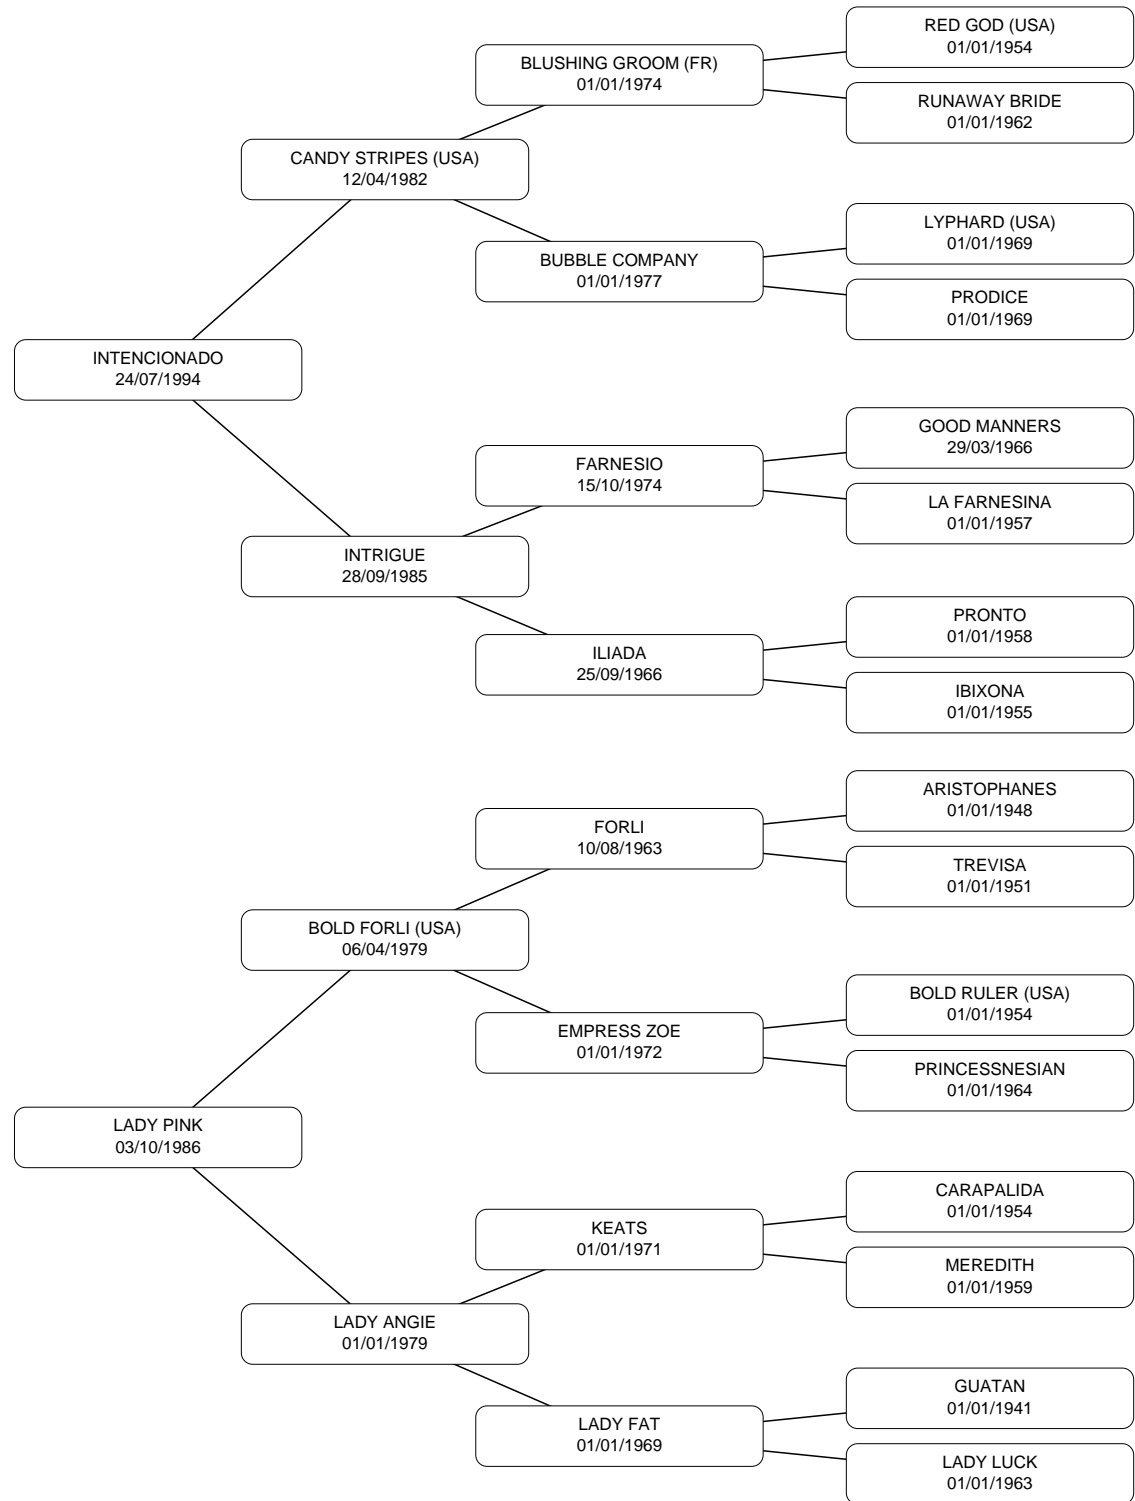 RED GOD (USA)
01/01/1954
BLUSHING GROOM (FR)
01/01/1974
RUNAWAY BRIDE
01/01/1962
CANDY STRIPES (USA)
12/04/1982
LYPHARD (USA)
01/01/1969
BUBBLE COMPANY
01/01/1977
PRODICE
01/01/1969
INTENCIONADO
24/07/1994
GOOD MANNERS
29/03/1966
FARNESIO
15/10/1974
LA FARNESINA
01/01/1957
INTRIGUE
28/09/1985
PRONTO
01/01/1958
ILIADA
25/09/1966
IBIXONA
01/01/1955
ARISTOPHANES
01/01/1948
FORLI
10/08/1963
TREVISA
01/01/1951
BOLD FORLI (USA)
06/04/1979
BOLD RULER (USA)
01/01/1954
EMPRESS ZOE
01/01/1972
PRINCESSNESIAN
01/01/1964
LADY PINK
03/10/1986
CARAPALIDA
01/01/1954
KEATS
01/01/1971
MEREDITH
01/01/1959
LADY ANGIE
01/01/1979
GUATAN
01/01/1941
LADY FAT
01/01/1969
LADY LUCK
01/01/1963